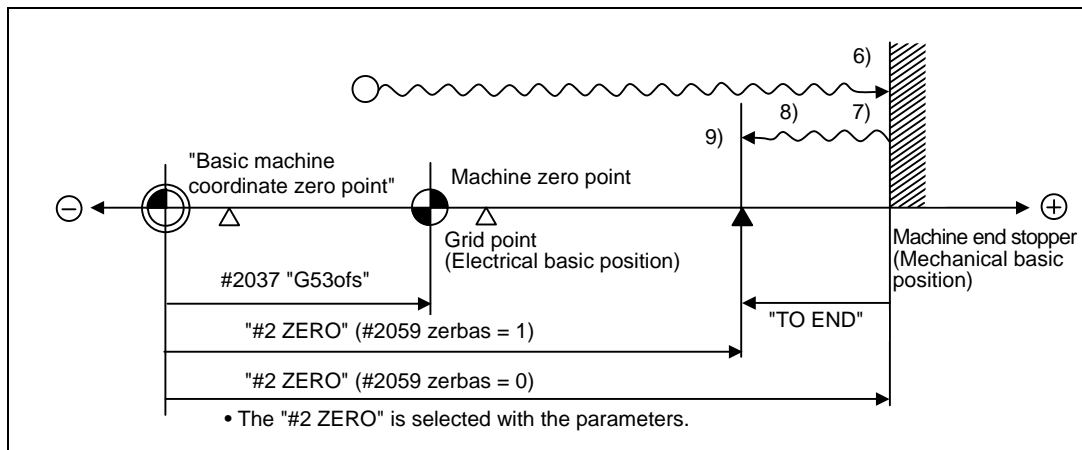 6)
8) 7)
9)
"Basic machine
coordinate zero point"
Machine zero point
⊖
⊕
Grid point
(Electrical basic position)
Machine end stopper
(Mechanical basic
position)
#2037 "G53ofs"
"TO END"
"#2 ZERO" (#2059 zerbas = 1)
"#2 ZERO" (#2059 zerbas = 0)
• The "#2 ZERO" is selected with the parameters.